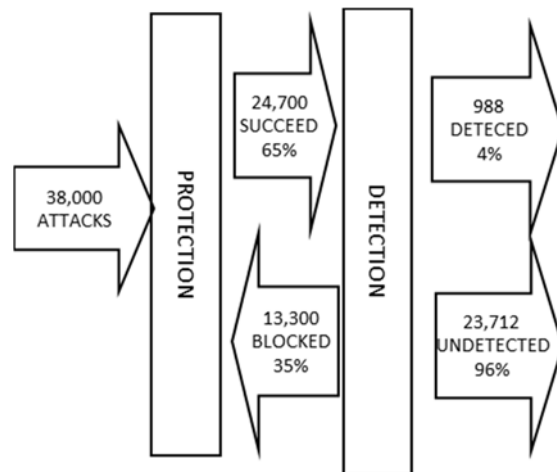 38,000
ATTACKS
PROTECTION
24,700
SUCCEED
65%
13,300
BLOCKED
35%
DETECTION
988
DETECED
4%
23,712
UNDETECTED
96%